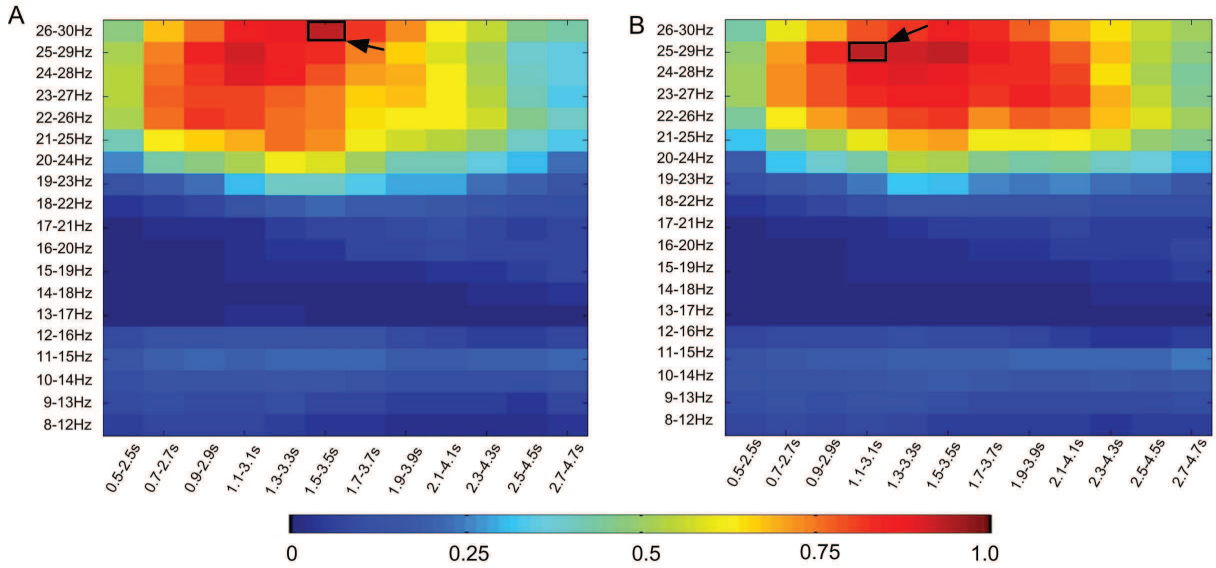 A
26-30Hz
25-29Hz
24-28Hz
23-27Hz
22-26Hz
21-25Hz
20-24Hz
19-23Hz
18-22Hz
17-21Hz
16-20Hz
15-19Hz
14-18Hz
13-17Hz
12-16Hz
11-15Hz
10-14Hz
9-13Hz
8-12Hz
0.5-2.5s
0.7-2.7s
0.9-2.9s
1.1-3.1s
1.3-3.3s
1.5-3.5s
1.7-3.7s
1.9-3.9s
2.1-4.1s
2.3-4.3s
2.5-4.5s
2.7-4.7s
B
26-30Hz
25-29Hz
24-28Hz
23-27Hz
22-26Hz
21-25Hz
20-24Hz
19-23Hz
18-22Hz
17-21Hz
16-20Hz
15-19Hz
14-18Hz
13-17Hz
12-16Hz
11-15Hz
10-14Hz
9-13Hz
8-12Hz
0.5-2.5s
0.7-2.7s
0.9-2.9s
1.1-3.1s
1.3-3.3s
1.5-3.5s
1.7-3.7s
1.9-3.9s
2.1-4.1s
2.3-4.3s
2.5-4.5s
2.7-4.7s
0 0.25 0.5 0.75 1.0